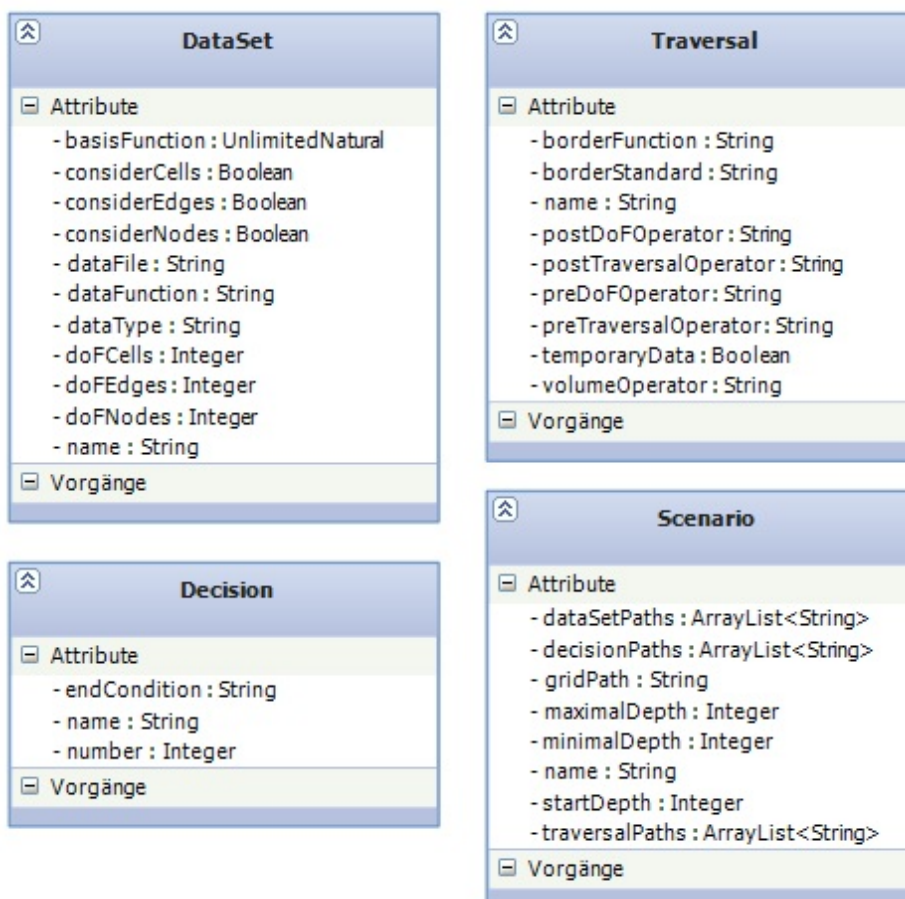 DataSet
Attribute
- basisFunction : UnlimitedNatural
- considerCells : Boolean
- considerEdges : Boolean
- considerNodes : Boolean
- dataFile : String
- dataFunction : String
- dataType : String
- doFCells : Integer
- doFEdges : Integer
- doFNodes : Integer
- name : String
Vorgänge
Decision
Attribute
- endCondition : String
- name : String
- number : Integer
Vorgänge
Traversal
Attribute
- borderFunction : String
- borderStandard : String
- name : String
- postDoFOperator : String
- postTraversalOperator : String
- preDoFOperator : String
- preTraversalOperator : String
- temporaryData : Boolean
- volumeOperator : String
Vorgänge
Scenario
Attribute
- dataSetPaths : ArrayList<String>
- decisionPaths : ArrayList<String>
- gridPath : String
- maximalDepth : Integer
- minimalDepth : Integer
- name : String
- startDepth : Integer
- traversalPaths : ArrayList<String>
Vorgänge